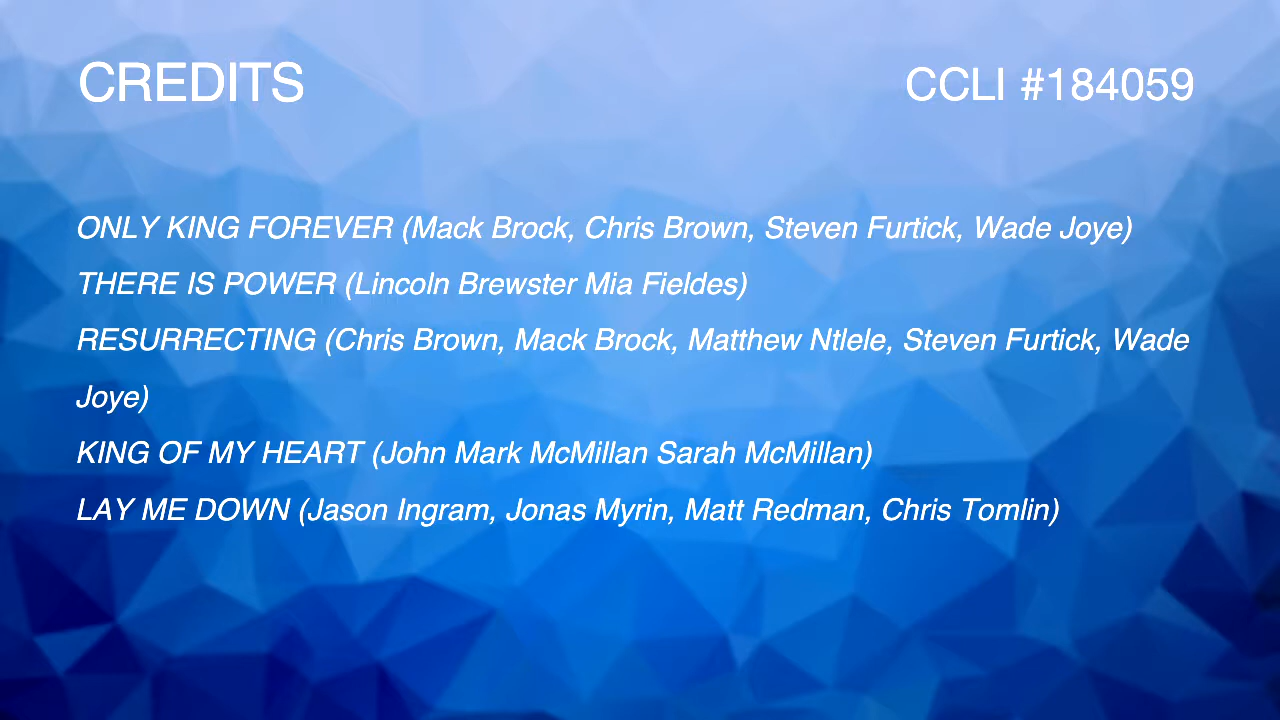 CREDITS
CCLI #184059
ONLY KING FOREVER (Mack Brock, Chris Brown, Steven Furtick, Wade Joye)
THERE IS POWER (Lincoln Brewster Mia Fieldes)
RESURRECTING (Chris Brown, Mack Brock, Matthew Ntlele, Steven Furtick, Wade
Joye)
KING OF MY HEART (John Mark McMillan Sarah McMillan)
LAY ME DOWN (Jason Ingram, Jonas Myrin, Matt Redman, Chris Tomlin)